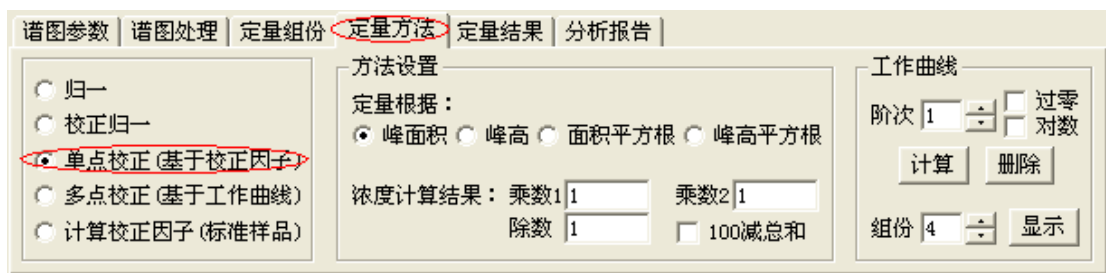 谱图参数 谱图处理 定量组份 定量方法 定量结果 分析报告
归一
校正归一
单点校正(基于校正因子)
多点校正(基于工作曲线)
计算校正因子(标准样品)
方法设置
定量根据:
峰面积 峰高 面积平方根 峰高平方根
浓度计算结果: 乘数1 1 乘数2 1
除数 1 100减总和
工作曲线
阶次 1 过零
对数
计算 删除
组份 4 显示